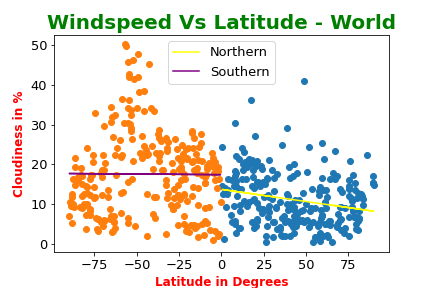 Windspeed Vs Latitude - World
Northern
Southern
Cloudiness in %
50
40
30
20
10
0
−75
−50
−25
0
25
50
75
Latitude in Degrees